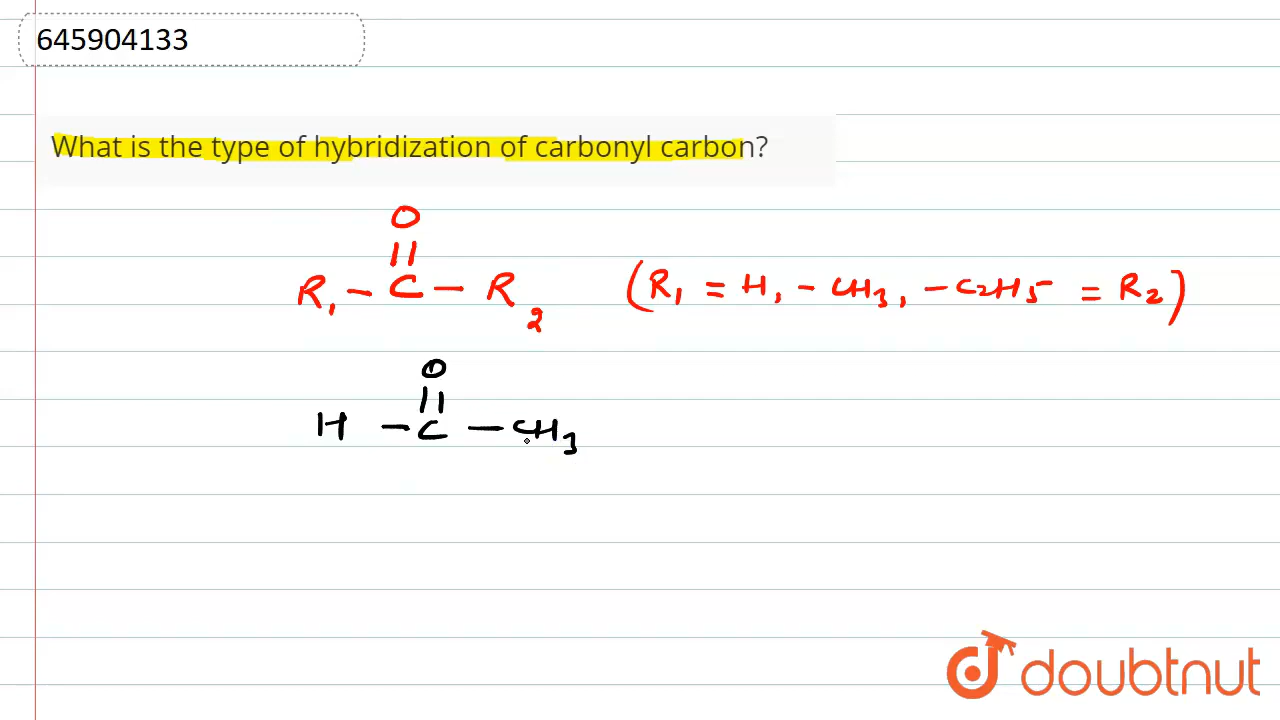 645904133
What is the type of hybridization of carbonyl carbon?
O
||
R1 - C - R2 (R1 = H, - CH3, - C2H5 = R2)
O
||
H - C - CH3
doubtnut